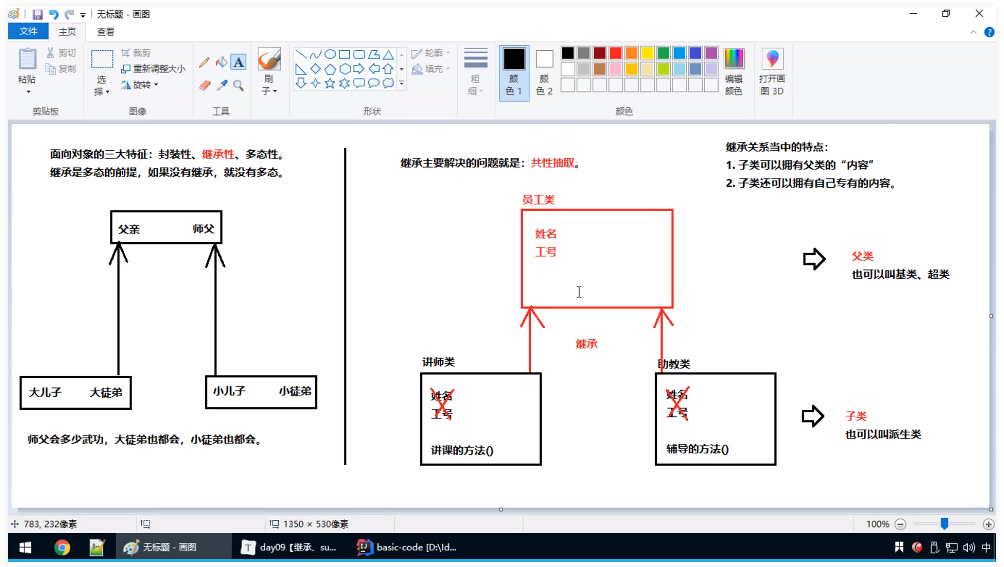 无标题 - 画图
文件 主页 查看
粘贴
剪切
复制
剪贴板
选择
裁剪
重新调整大小
旋转
图像
A
工具
刷子
形状
轮廓
填充
粗细
颜色 1
颜色 2
颜色
编辑颜色
打开画图 3D
面向对象的三大特征：封装性、继承性、多态性。
继承是多态的前提，如果没有继承，就没有多态。
父亲 师父
大儿子 大徒弟
小儿子 小徒弟
师父会多少武功，大徒弟也都会，小徒弟也都会。
继承主要解决的问题就是：共性抽取。
员工类
姓名
工号
继承
讲师类
姓名
工号
讲课的方法()
助教类
姓名
工号
辅导的方法()
继承关系当中的特点：
1. 子类可以拥有父类的“内容”
2. 子类还可以拥有自己专有的内容。
父类
也可以叫基类、超类
子类
也可以叫派生类
783, 232像素
1350 × 530像素
100%
无标题 - 画图
day09【继承、su...
basic-code [D:\Id...
中